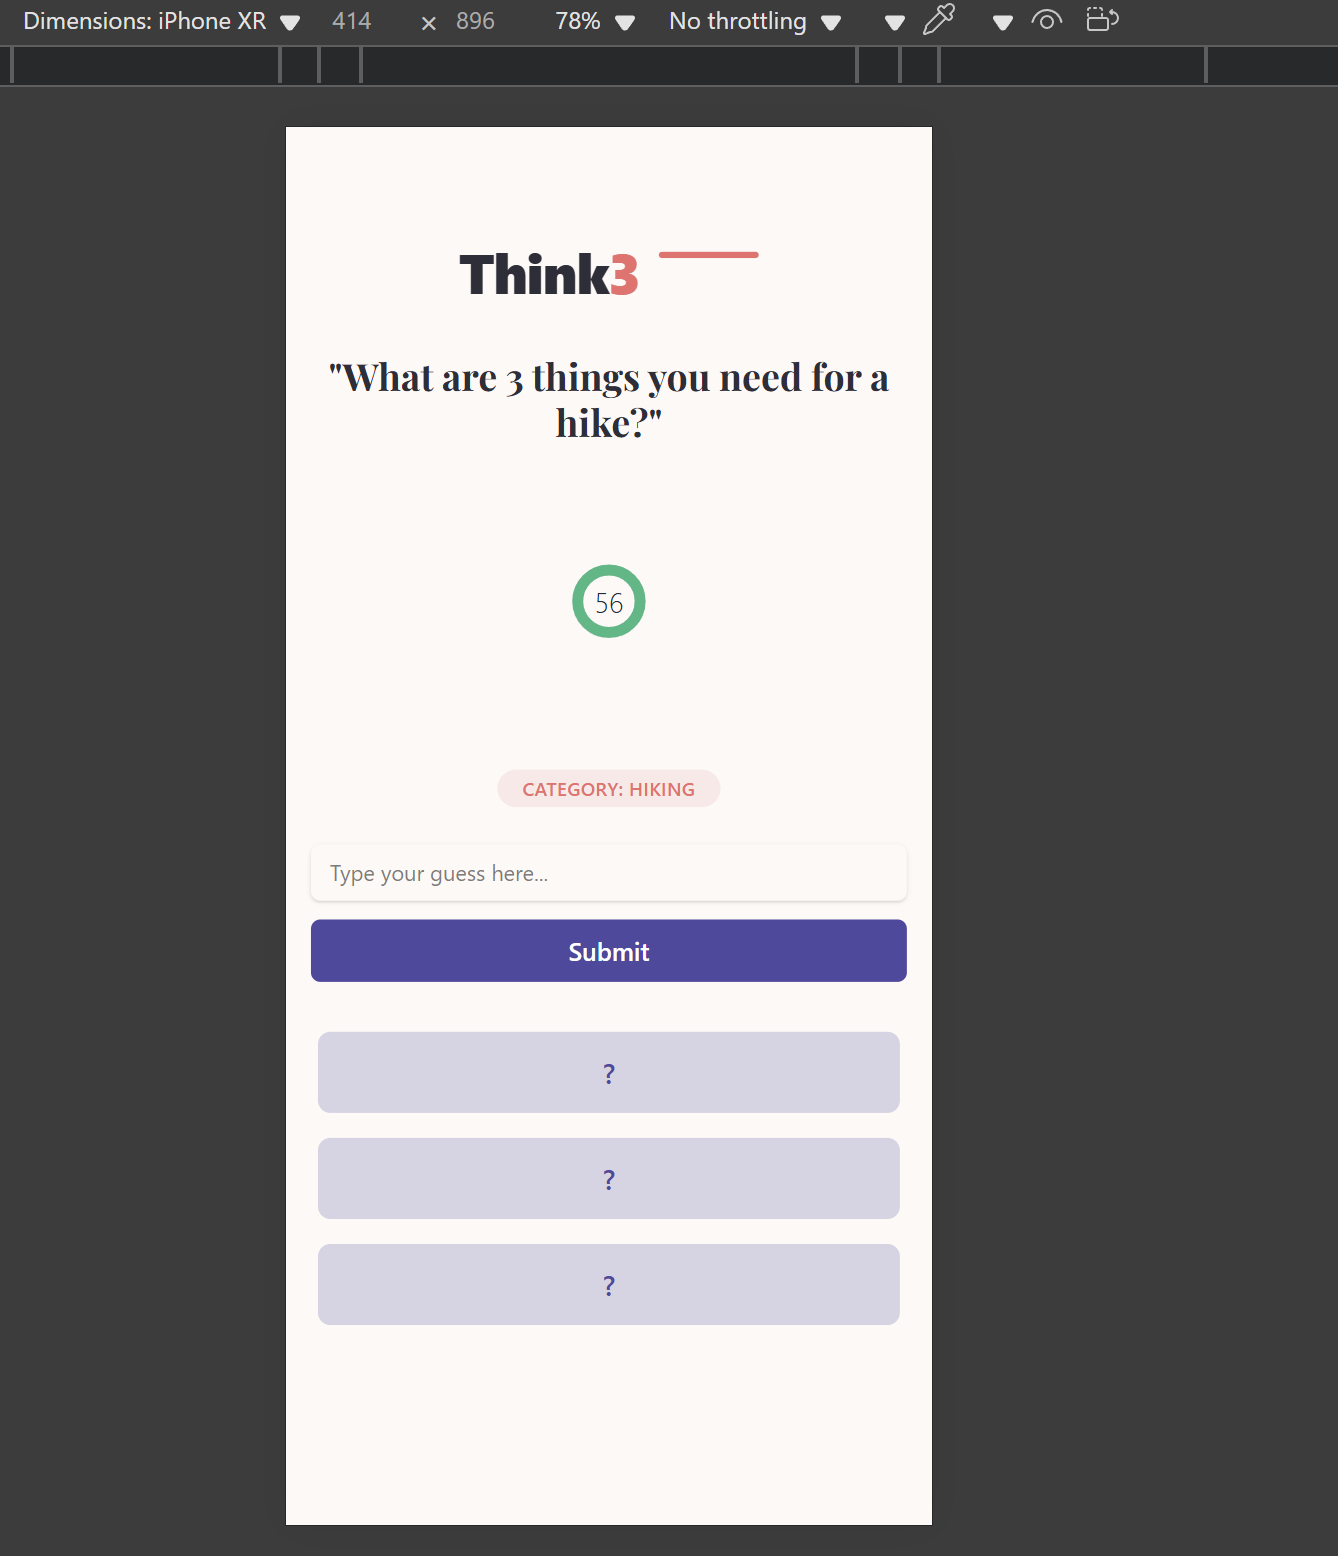 Dimensions: iPhone XR 414 × 896 78% No throttling
Think3
"What are 3 things you need for a
hike?"
56
CATEGORY: HIKING
Type your guess here...
Submit
?
?
?